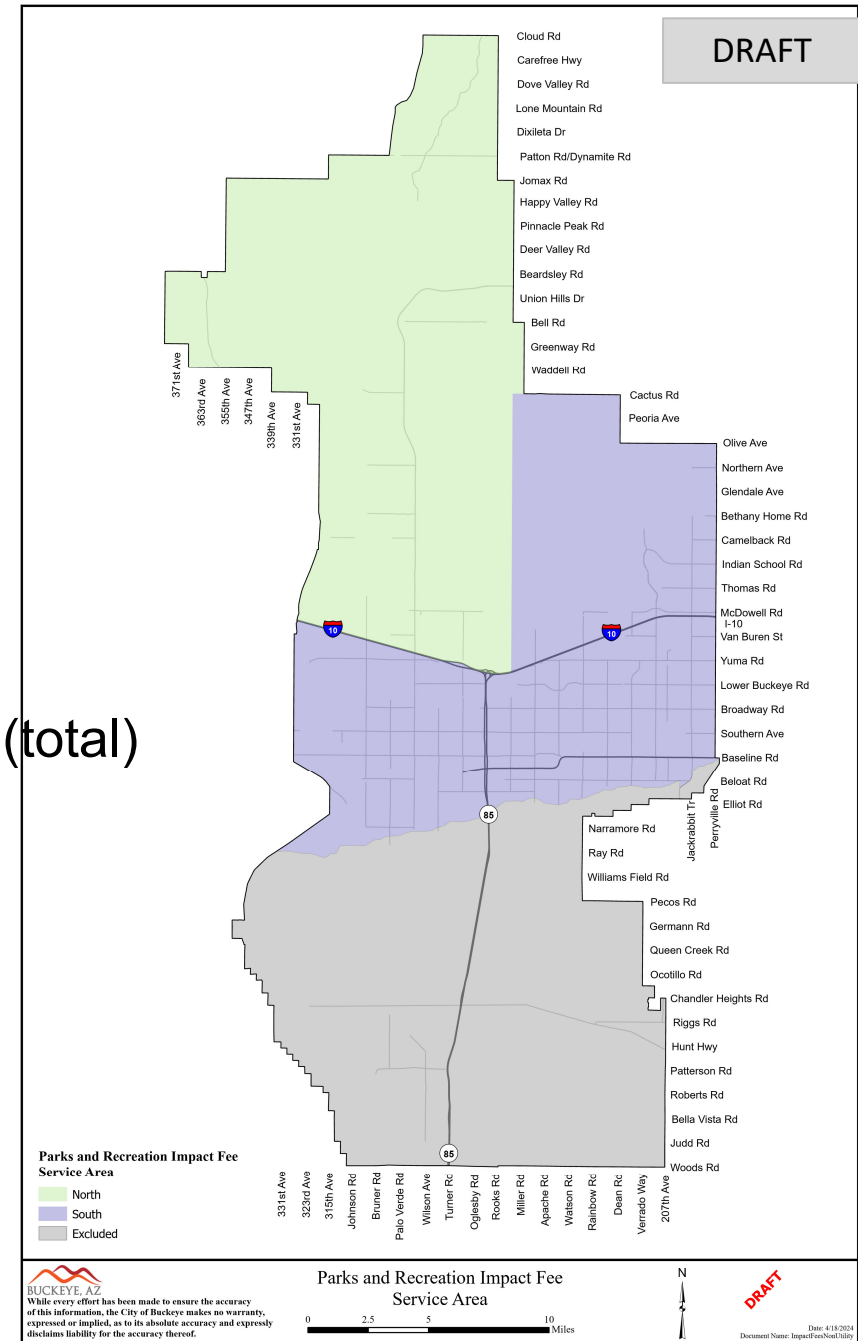 DRAFT
Cloud Rd
Carefree Hwy
Dove Valley Rd
Lone Mountain Rd
Dixileta Dr
Patton Rd/Dynamite Rd
Jomax Rd
Happy Valley Rd
Pinnacle Peak Rd
Deer Valley Rd
Beardsley Rd
Union Hills Dr
Bell Rd
Greenway Rd
Waddell Rd
371st Ave
363rd Ave
355th Ave
347th Ave
339th Ave
331st Ave
Cactus Rd
Peoria Ave
Olive Ave
Northern Ave
Glendale Ave
Bethany Home Rd
Camelback Rd
Indian School Rd
Thomas Rd
McDowell Rd
I-10
10
10
Van Buren St
Yuma Rd
Lower Buckeye Rd
Broadway Rd
Southern Ave
(total)
Baseline Rd
Beloat Rd
Elliot Rd
Jackrabbit Tr
Perryville Rd
85
Narramore Rd
Ray Rd
Williams Field Rd
Pecos Rd
Germann Rd
Queen Creek Rd
Ocotillo Rd
Chandler Heights Rd
Riggs Rd
Hunt Hwy
Patterson Rd
Roberts Rd
Bella Vista Rd
Judd Rd
Woods Rd
85
331st Ave
323rd Ave
315th Ave
Johnson Rd
Bruner Rd
Palo Verde Rd
Wilson Ave
Turner Rd
Oglesby Rd
Rooks Rd
Miller Rd
Apache Rd
Watson Rd
Rainbow Rd
Dean Rd
Verrado Way
207th Ave
Parks and Recreation Impact Fee
Service Area
North
South
Excluded
BUCKEYE, AZ
While every effort has been made to ensure the accuracy
of this information, the City of Buckeye makes no warranty,
expressed or implied, as to its absolute accuracy and expressly
disclaims liability for the accuracy thereof.
Parks and Recreation Impact Fee
Service Area
0 2.5 5 10
Miles
N
DRAFT
Date: 4/18/2024
Document Name: ImpactFeesNonUtility